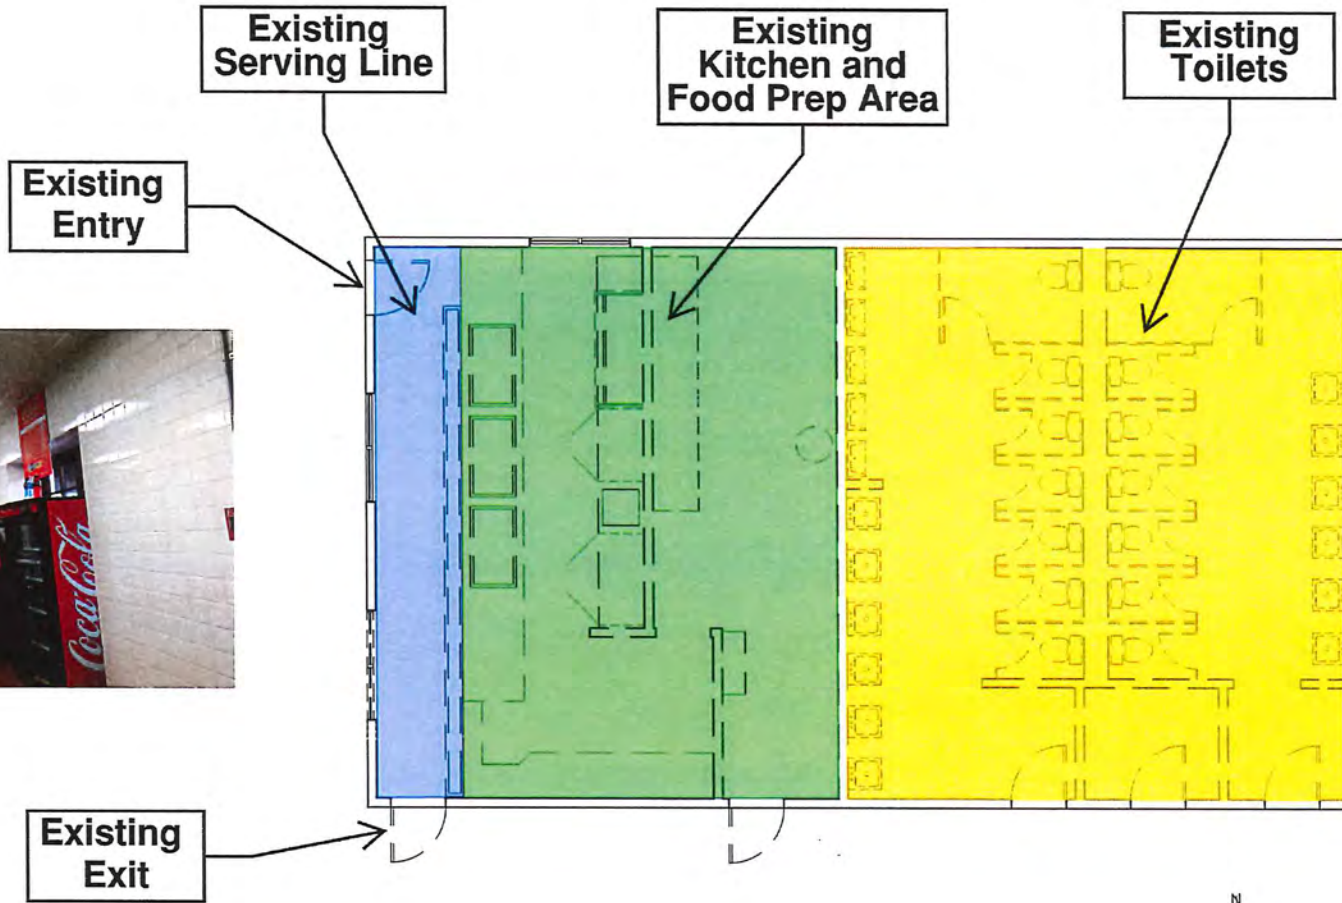 Existing
Serving Line
Existing
Kitchen and
Food Prep Area
Existing
Toilets
Existing
Entry
Coca-Cola
Existing
Exit
N